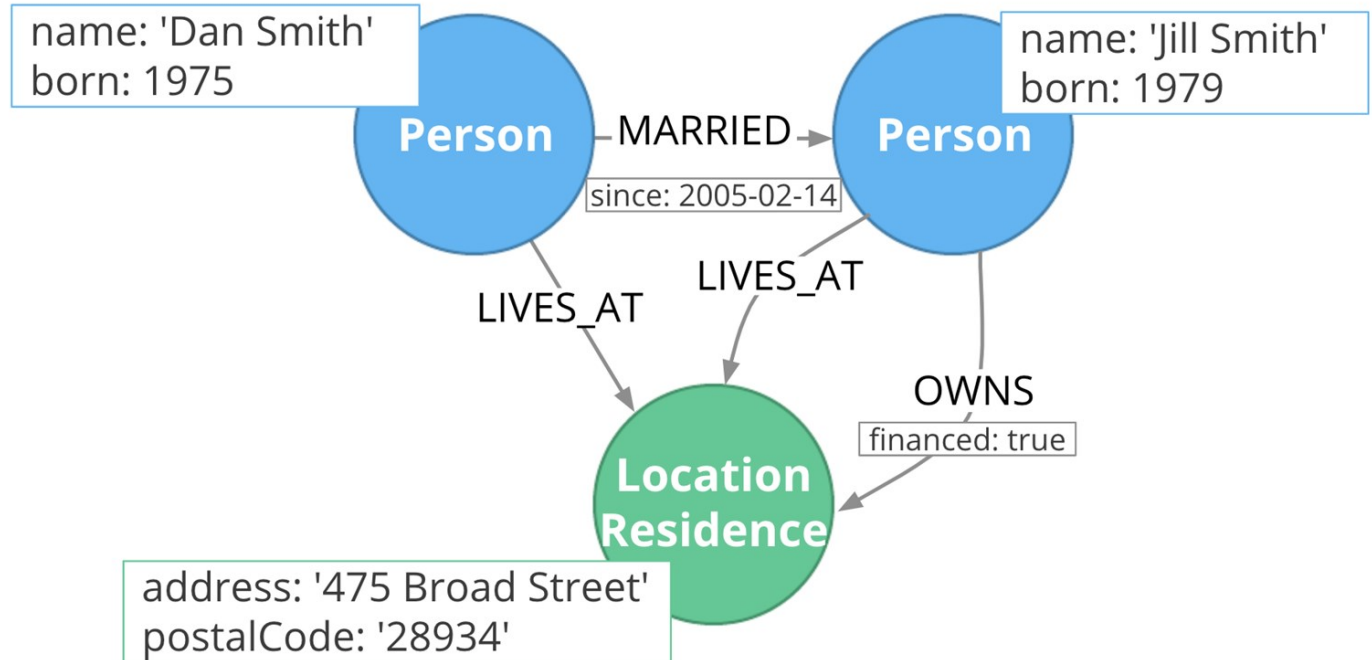 name: 'Dan Smith'
born: 1975
name: 'Jill Smith'
born: 1979
Person
MARRIED
Person
since: 2005-02-14
LIVES_AT
LIVES_AT
OWNS
financed: true
Location
Residence
address: '475 Broad Street'
postalCode: '28934'